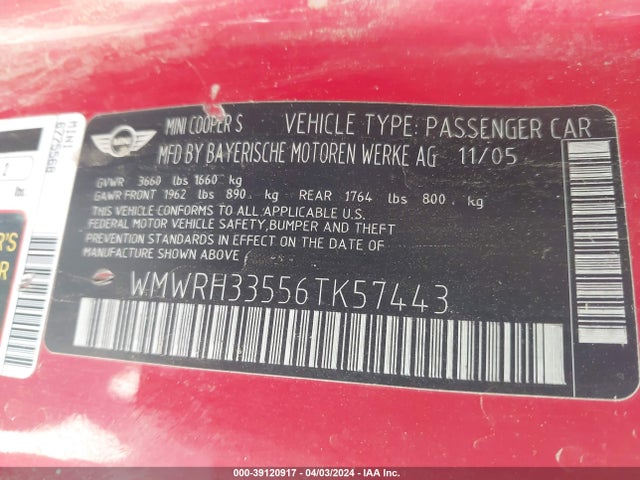 MINI COOPER S VEHICLE TYPE: PASSENGER CAR
MFD BY BAYERISCHE MOTOREN WERKE AG 11/05
GVWR 3660 lbs 1660 kg
GAWR FRONT 1962 lbs 890. kg REAR 1764 lbs 800. kg
THIS VEHICLE CONFORMS TO ALL APPLICABLE U.S.
FEDERAL MOTOR VEHICLE SAFETY, BUMPER AND THEFT
PREVENTION STANDARDS IN EFFECT ON THE DATE OF
MANUFACTURE SHOWN ABOVE
WMWRH33556TK57443
MINI
R'S
ER
000-39120917 - 04/03/2024 - IAA Inc.